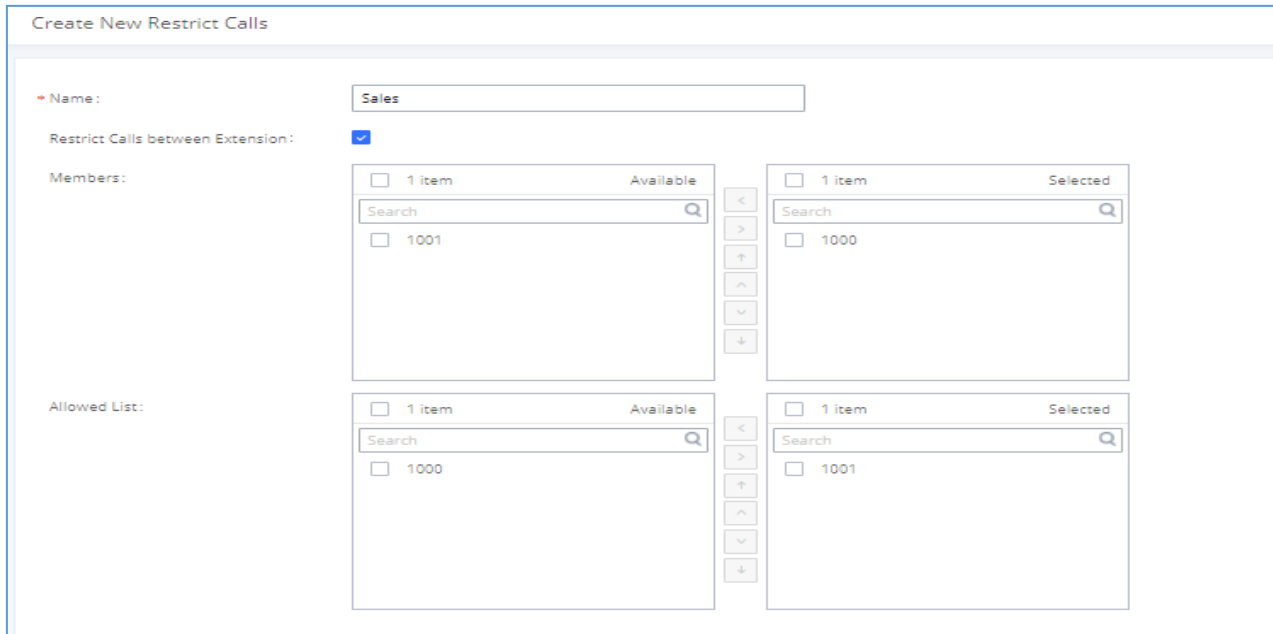 Create New Restrict Calls
* Name: Sales
Restrict Calls between Extension:
Members:
1 item Available
Search
1001
1 item Selected
Search
1000
Allowed List:
1 item Available
Search
1000
1 item Selected
Search
1001